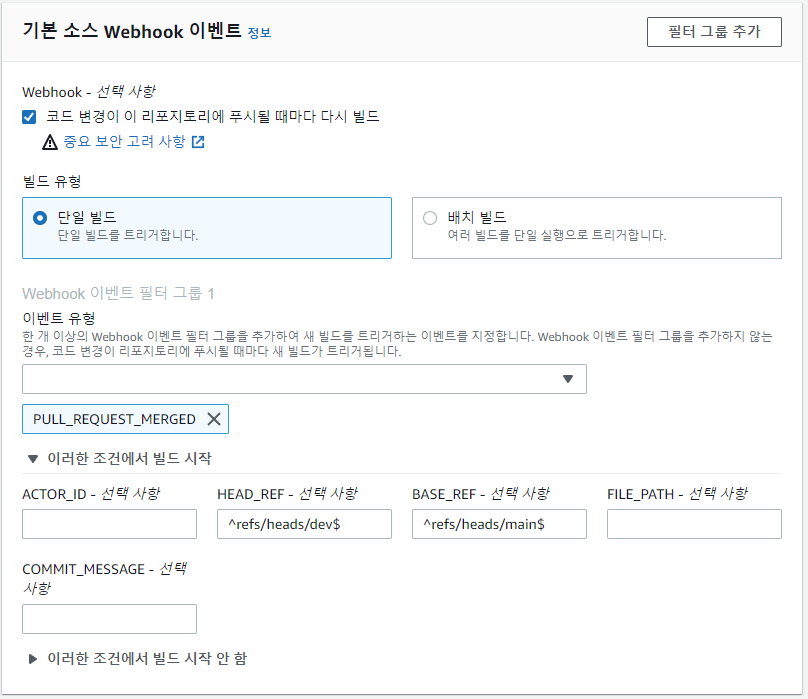 기본 소스 Webhook 이벤트 정보
필터 그룹 추가
Webhook - 선택 사항
코드 변경이 이 리포지토리에 푸시될 때마다 다시 빌드
중요 보안 고려 사항
빌드 유형
단일 빌드
단일 빌드를 트리거합니다.
배치 빌드
여러 빌드를 단일 실행으로 트리거합니다.
Webhook 이벤트 필터 그룹 1
이벤트 유형
한 개 이상의 Webhook 이벤트 필터 그룹을 추가하여 새 빌드를 트리거하는 이벤트를 지정합니다. Webhook 이벤트 필터 그룹을 추가하지 않는
경우, 코드 변경이 리포지토리에 푸시될 때마다 새 빌드가 트리거됩니다.
PULL_REQUEST_MERGED
이러한 조건에서 빌드 시작
ACTOR_ID - 선택 사항
HEAD_REF - 선택 사항
BASE_REF - 선택 사항
FILE_PATH - 선택 사항
^refs/heads/dev$
^refs/heads/main$
COMMIT_MESSAGE - 선택
사항
이러한 조건에서 빌드 시작 안 함